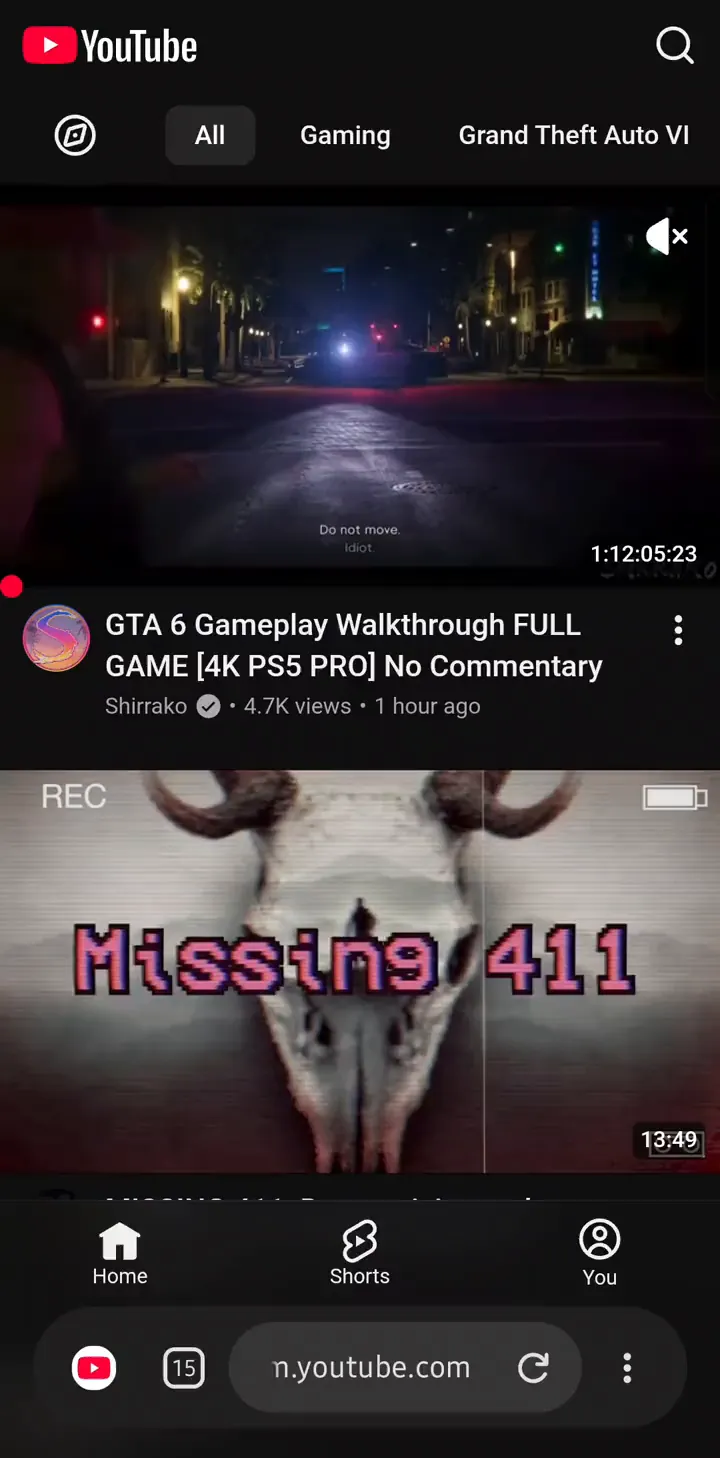 YouTube
All Gaming Grand Theft Auto VI
Do not move.
Idiot.
1:12:05:23
GTA 6 Gameplay Walkthrough FULL
GAME [4K PS5 PRO] No Commentary
Shirrako • 4.7K views • 1 hour ago
REC
Missing 411
13:49
Home Shorts You
15 m.youtube.com